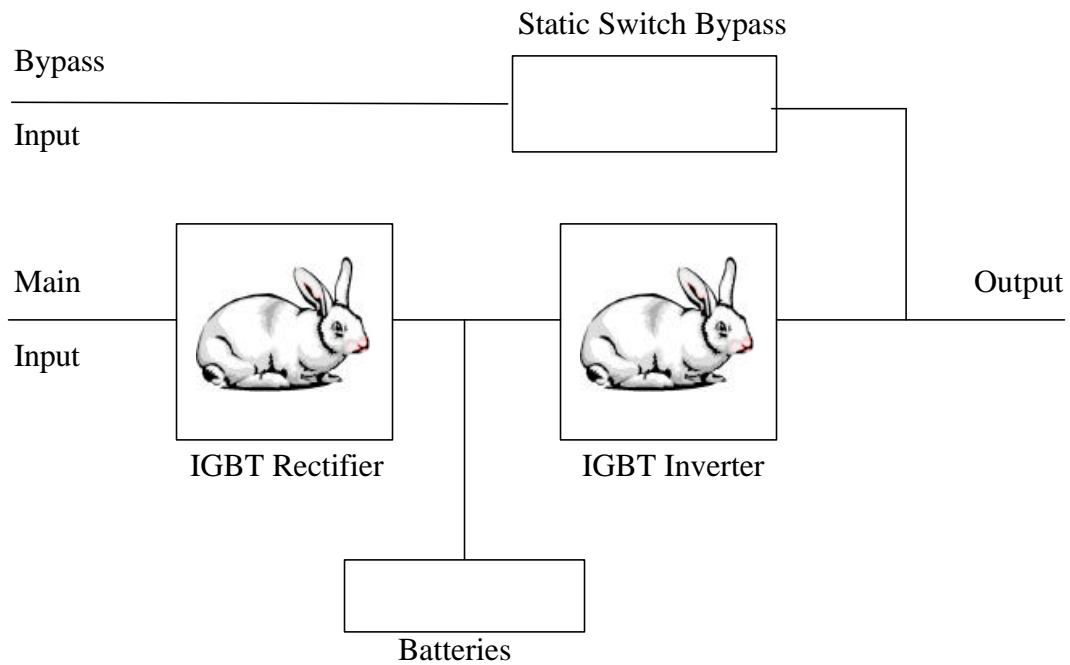 Static Switch Bypass
Bypass
Input
Main
Input
Output
IGBT Rectifier
IGBT Inverter
Batteries